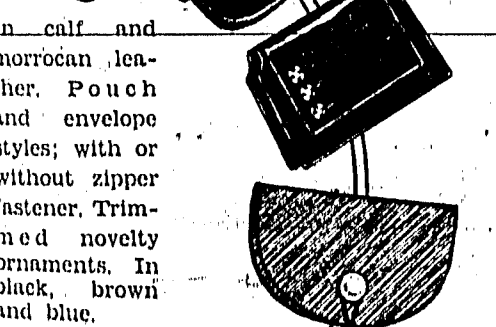 in calf and
morrocan lea-
ther. Pouch
and envelope
styles; with or
without zipper
fastener. Trim-
med novelty
ornaments. In
black, brown
and blue.